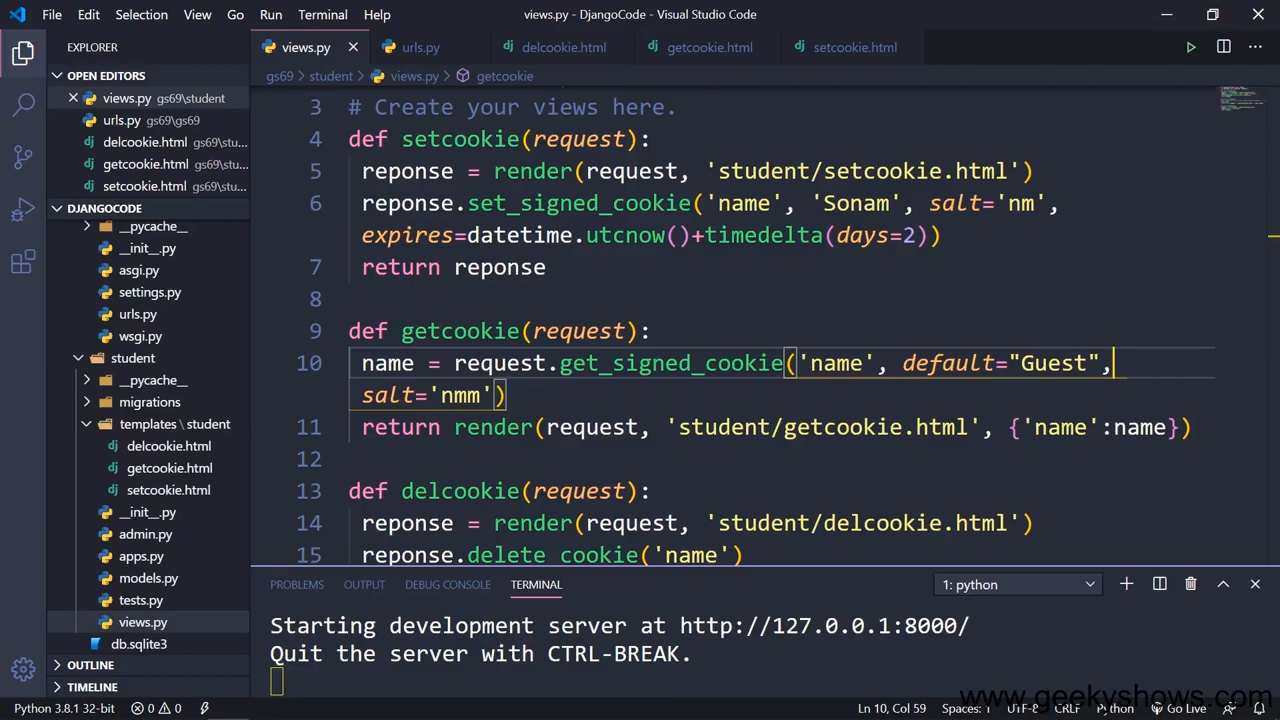 File Edit Selection View Go Run Terminal Help views.py - DjangoCode - Visual Studio Code
EXPLORER
OPEN EDITORS
views.py gs69\student
urls.py gs69\gs69
delcookie.html gs69\stu...
getcookie.html gs69\stu...
setcookie.html gs69\stu...
DJANGOCODE
__pycache__
__init__.py
asgi.py
settings.py
urls.py
wsgi.py
student
__pycache__
migrations
templates \ student
delcookie.html
getcookie.html
setcookie.html
__init__.py
admin.py
apps.py
models.py
tests.py
views.py
db.sqlite3
OUTLINE
TIMELINE
views.py urls.py delcookie.html getcookie.html setcookie.html
gs69 > student > views.py > getcookie
3 # Create your views here.
4 def setcookie(request):
5 reponse = render(request, 'student/setcookie.html')
6 reponse.set_signed_cookie('name', 'Sonam', salt='nm',
expires=datetime.utcnow()+timedelta(days=2))
7 return reponse
8
9 def getcookie(request):
10 name = request.get_signed_cookie('name', default="Guest",
salt='nmm')
11 return render(request, 'student/getcookie.html', {'name':name})
12
13 def delcookie(request):
14 reponse = render(request, 'student/delcookie.html')
15 reponse.delete_cookie('name')
PROBLEMS OUTPUT DEBUG CONSOLE TERMINAL 1: python
Starting development server at http://127.0.0.1:8000/
Quit the server with CTRL-BREAK.
www.geekyshows.com
Python 3.8.1 32-bit 0 0 Ln 10, Col 59 Spaces: 1 UTF-8 CRLF Python Go Live